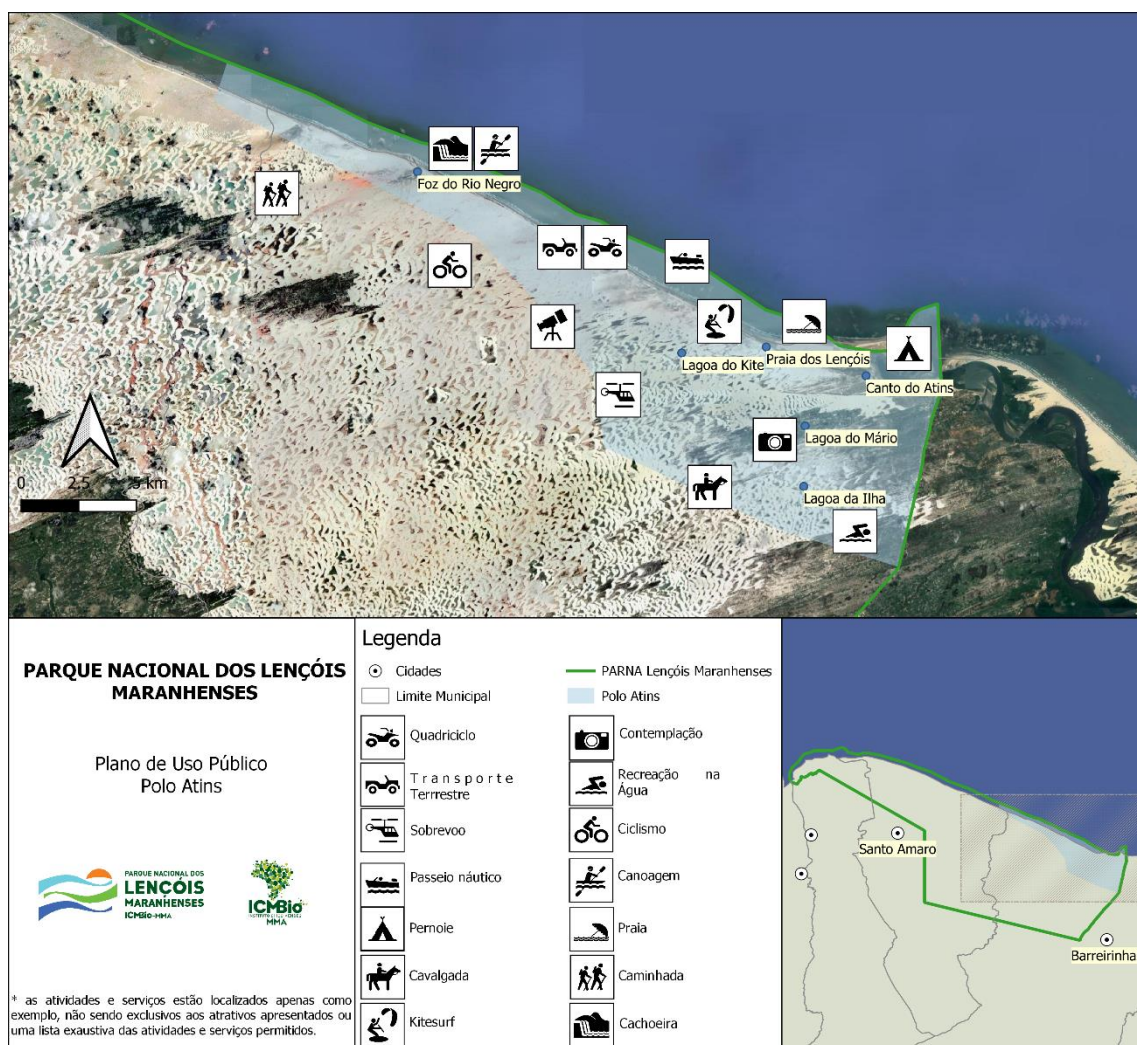 Foz do Rio Negro
Lagoa do Kite
Praia dos Lençóis
Canto do Atins
Lagoa do Mário
Lagoa da Ilha
0 2.5 5 km
PARQUE NACIONAL DOS LENÇÓIS
MARANHENSES
Plano de Uso Público
Polo Atins
PARQUE NACIONAL DOS
LENÇÓIS
MARANHENSES
ICMBio-MMA
ICMBio
MMA
* as atividades e serviços estão localizados apenas como
exemplo, não sendo exclusivos aos atrativos apresentados ou
uma lista exaustiva das atividades e serviços permitidos.
Legenda
Cidades
Limite Municipal
Quadriciclo
Transporte
Terrrestre
Sobrevoo
Passeio náutico
Pernoie
Cavalgada
Kitesurf
PARNA Lençóis Maranhenses
Polo Atins
Contemplação
Recreação na
Água
Ciclismo
Canoagem
Praia
Caminhada
Cachoeira
Santo Amaro
Barreirinha